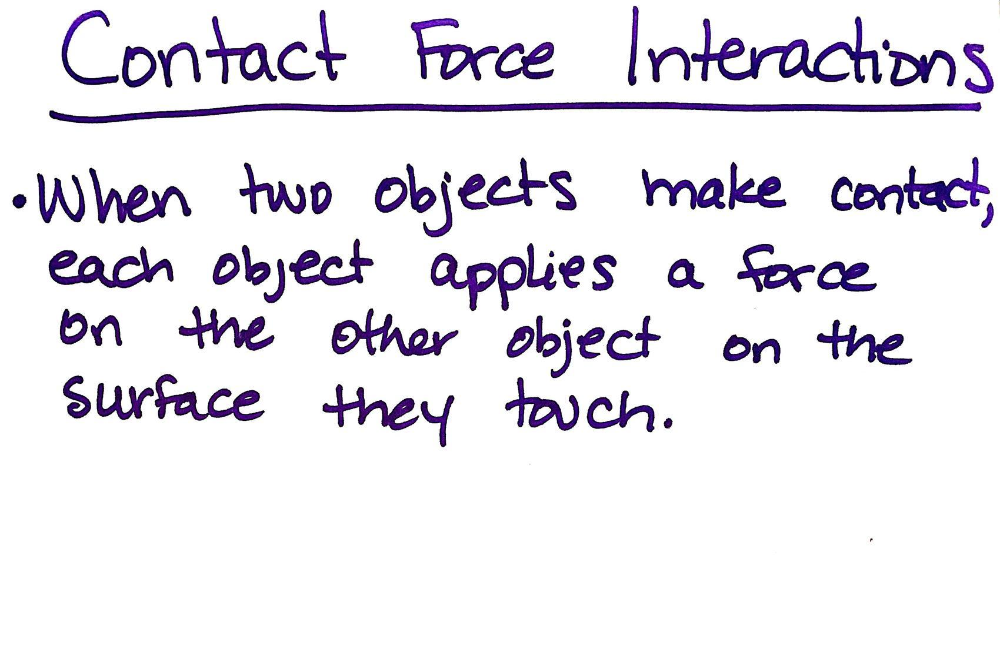 Contact Force Interactions
• When two objects make contact,
each object applies a force
on the other object on the
surface they touch.